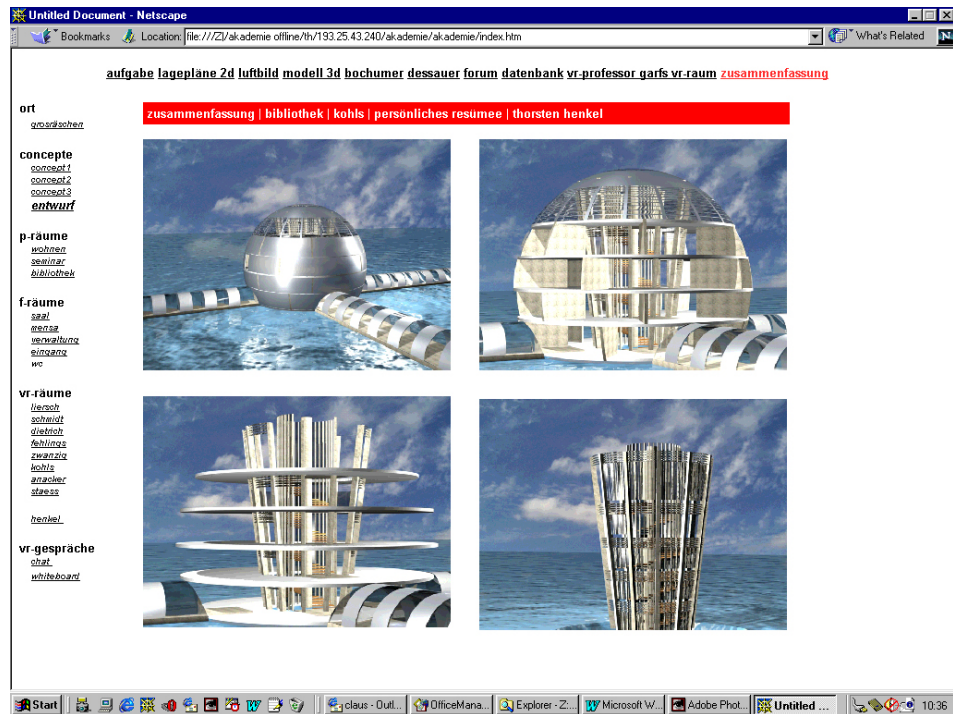 Untitled Document - Netscape
Bookmarks Location: file:///Z|/akademie offline/th/193.25.43.240/akademie/akademie/index.htm What's Related N
aufgabe lagepläne 2d luftbild modell 3d bochumer dessauer forum datenbank vr-professor garfs vr-raum zusammenfassung
zusammenfassung | bibliothek | kohls | persönliches resümee | thorsten henkel
ort
grosräschen
concepte
concept1
concept2
concept3
entwurf
p-räume
wohnen
seminar
bibliothek
f-räume
saal
mensa
verwaltung
eingang
wc
vr-räume
liersch
schmidt
dietrich
fehlings
zwanzig
kohls
anacker
staess
henkel
vr-gespräche
chat
whiteboard
Start claus - Outl... OfficeMana... Explorer - Z:... Microsoft W... Adobe Phot... Untitled ... 10:36